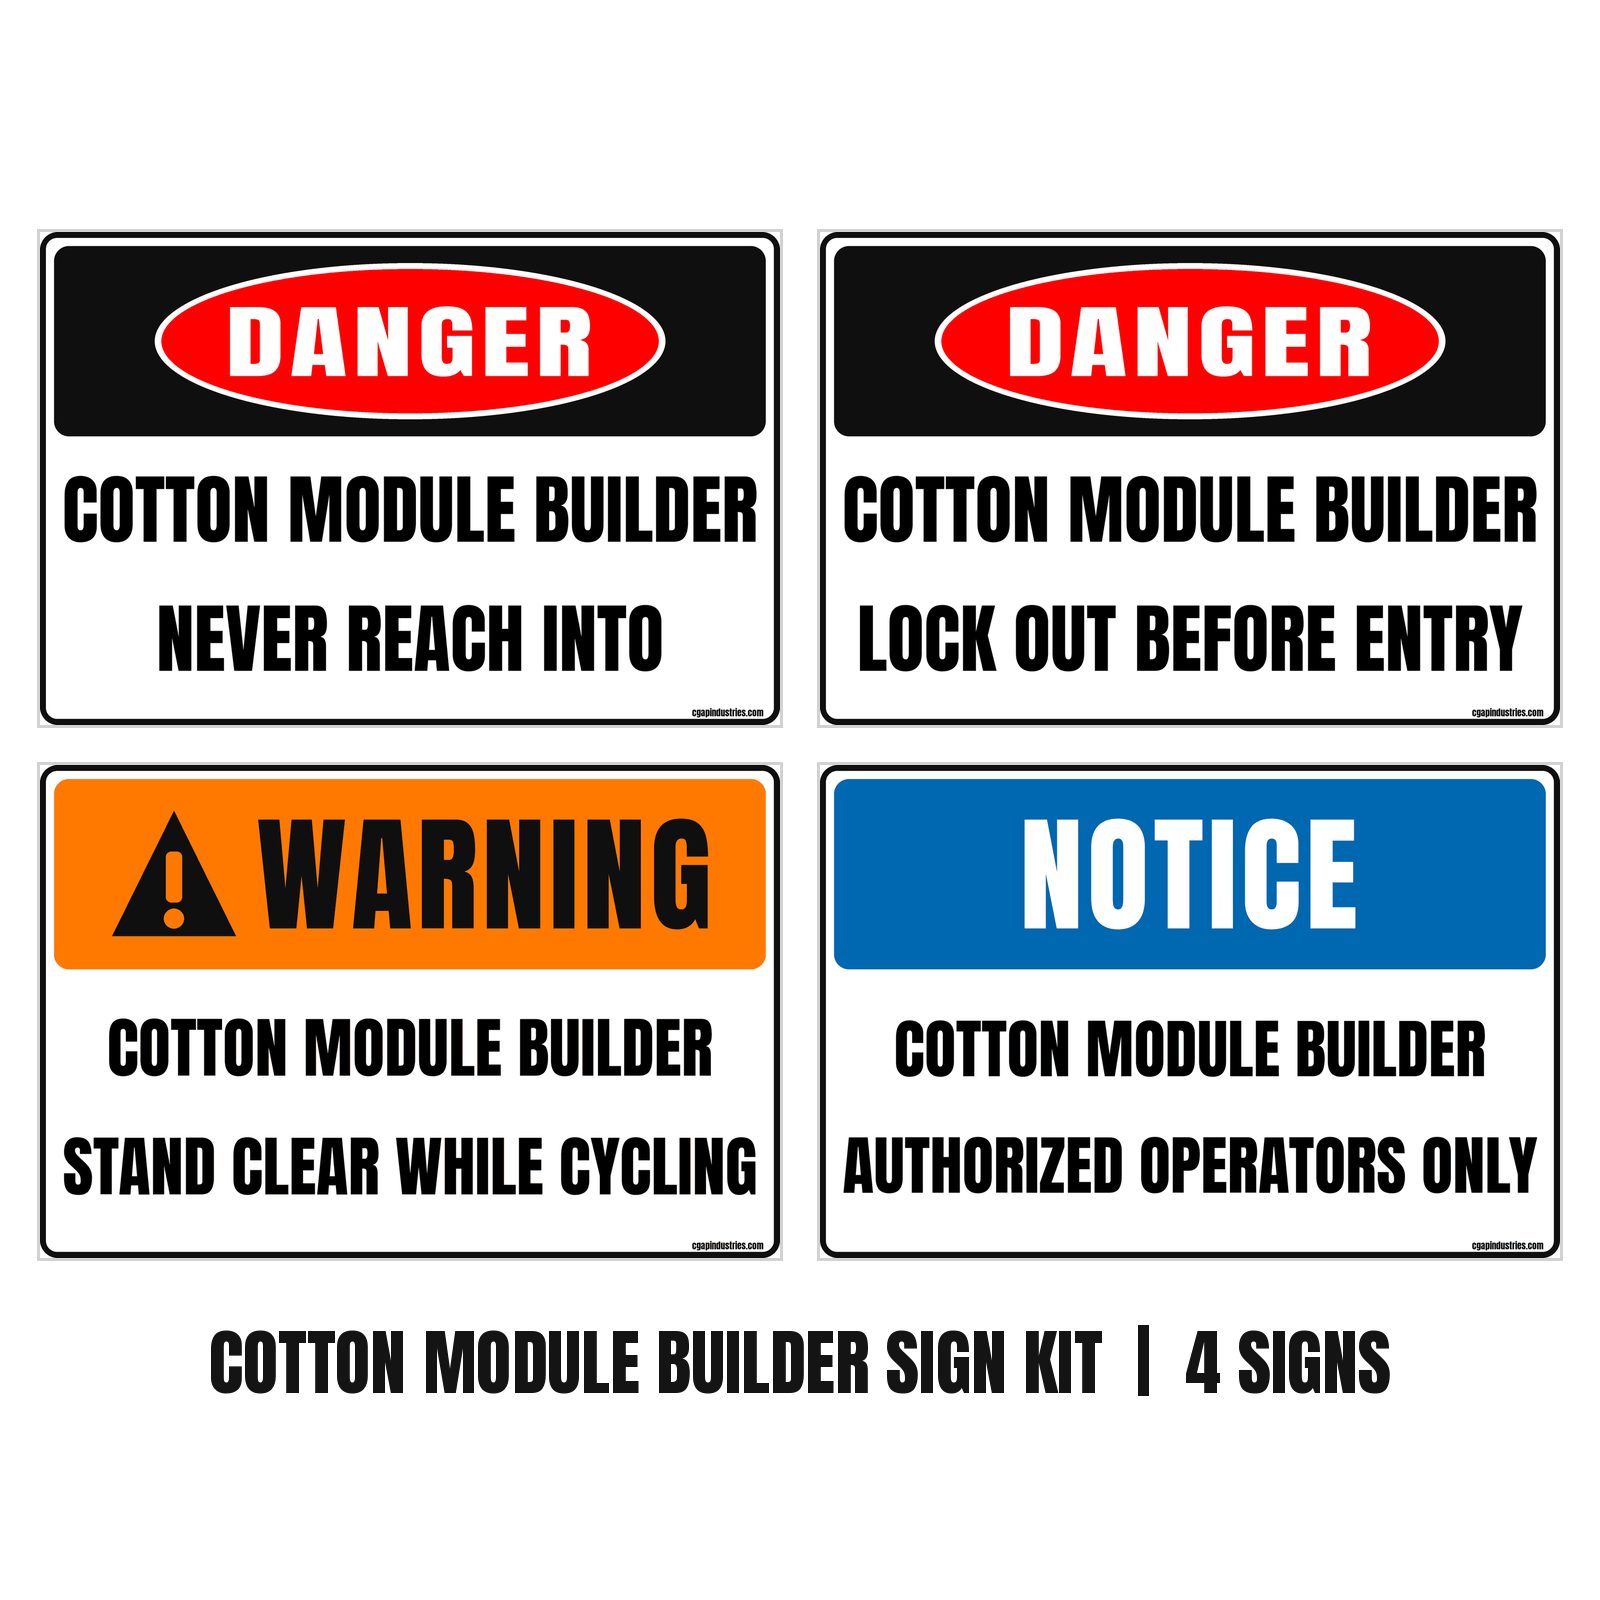 DANGER
COTTON MODULE BUILDER
NEVER REACH INTO
cgapindustries.com
DANGER
COTTON MODULE BUILDER
LOCK OUT BEFORE ENTRY
cgapindustries.com
WARNING
COTTON MODULE BUILDER
STAND CLEAR WHILE CYCLING
cgapindustries.com
NOTICE
COTTON MODULE BUILDER
AUTHORIZED OPERATORS ONLY
cgapindustries.com
COTTON MODULE BUILDER SIGN KIT | 4 SIGNS